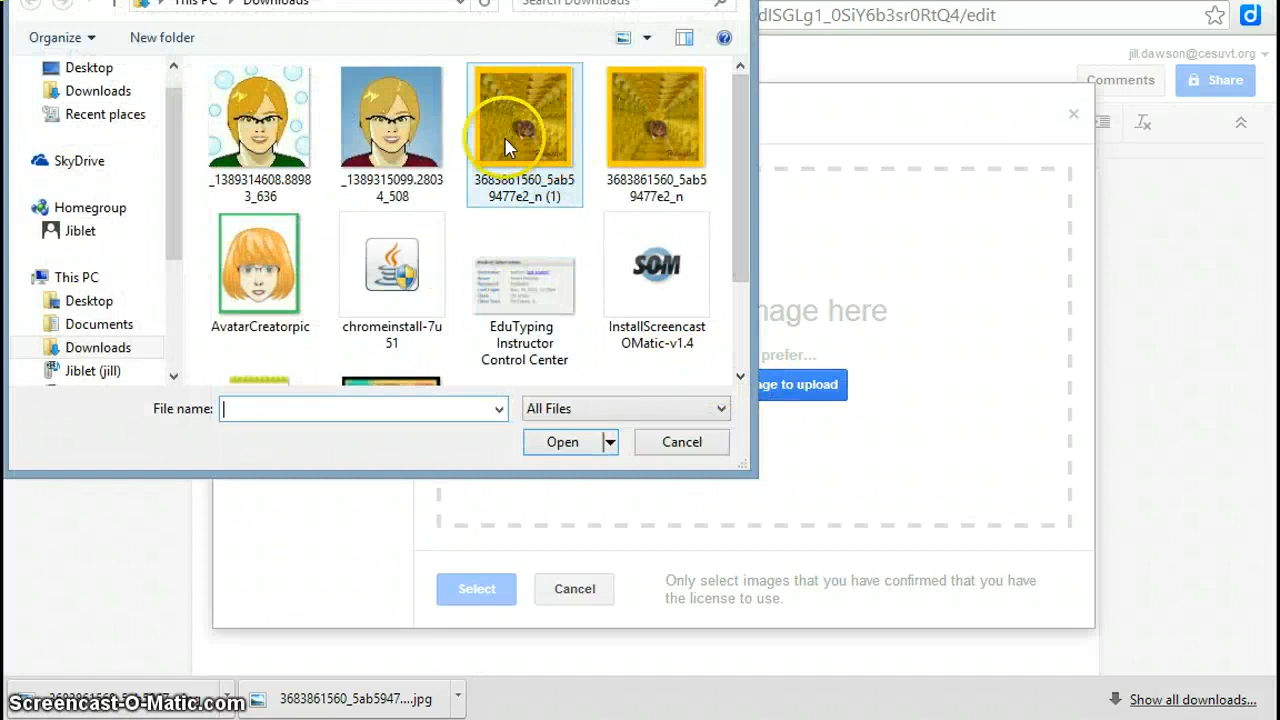 This PC
Downloads
Search Downloads
dISGLg1_0SiY6b3sr0RtQ4/edit
Organize
New folder
jill.dawson@cesuvt.org
Comments
Share
Desktop
Downloads
Recent places
SkyDrive
Homegroup
Jiblet
This PC
Desktop
Documents
Downloads
Jiblet (jill)
_1389314608.8898
3_636
_1389315099.2803
4_508
3683861560_5ab5
9477e2_n (1)
3683861560_5ab5
9477e2_n
AvatarCreatorpic
chromeinstall-7u
51
EduTyping
Instructor
Control Center
SOM
InstallScreencast
OMatic-v1.4
mage here
prefer...
ge to upload
File name:
All Files
Open
Cancel
Select
Cancel
Only select images that you have confirmed that you have
the license to use.
3683861560_5ab5947....jpg
Show all downloads...
Screencast-O-Matic.com